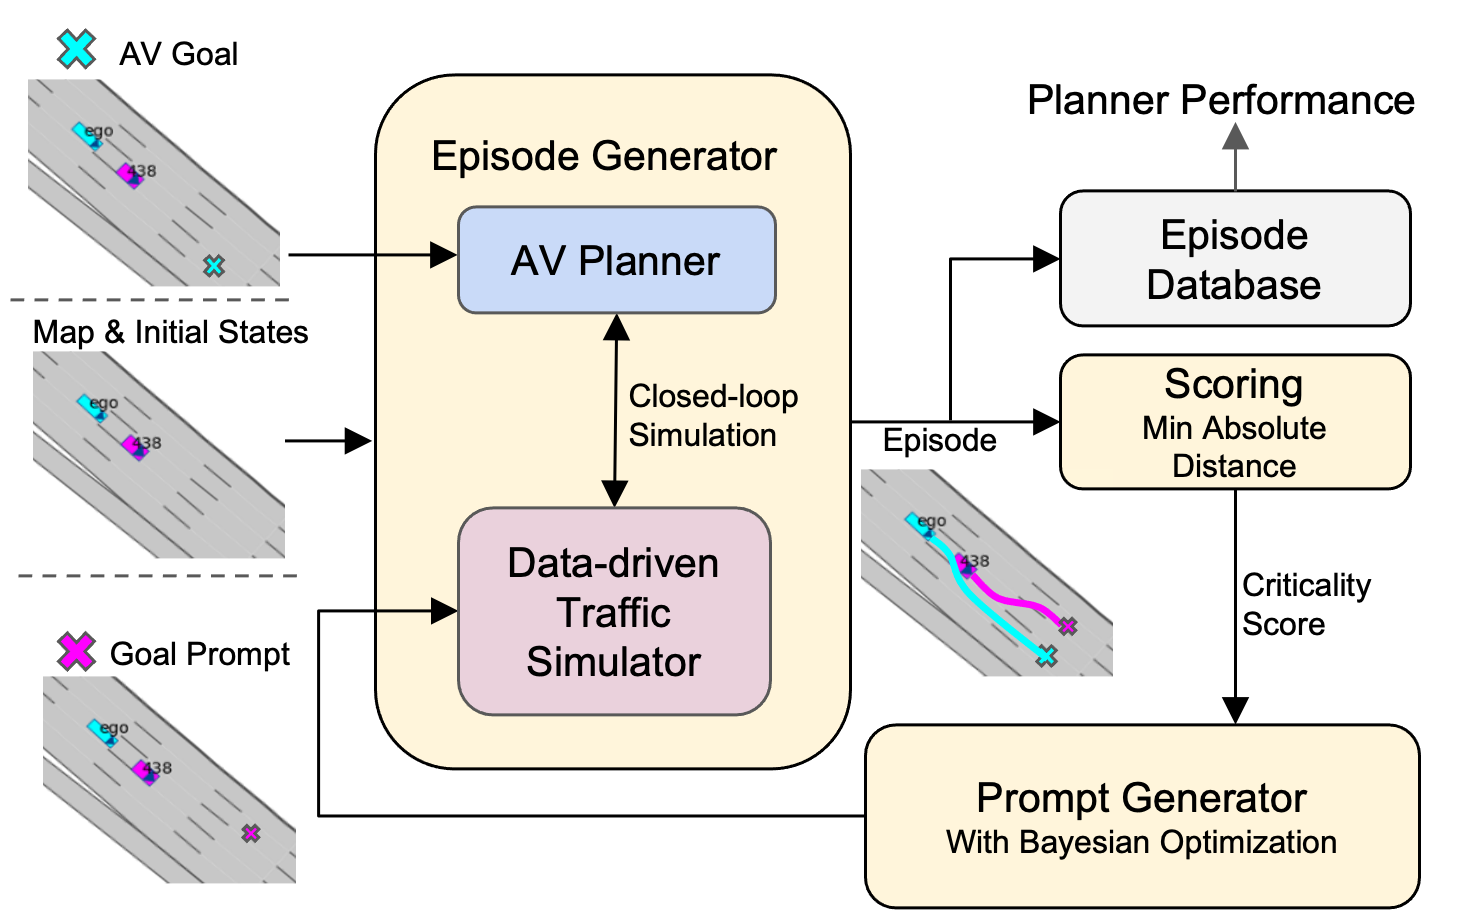 AV Goal
ego
438
Map & Initial States
ego
438
Goal Prompt
ego
438
Episode Generator
AV Planner
Closed-loop
Simulation
Data-driven
Traffic
Simulator
Episode
ego
438
Planner Performance
Episode
Database
Scoring
Min Absolute
Distance
Criticality
Score
Prompt Generator
With Bayesian Optimization